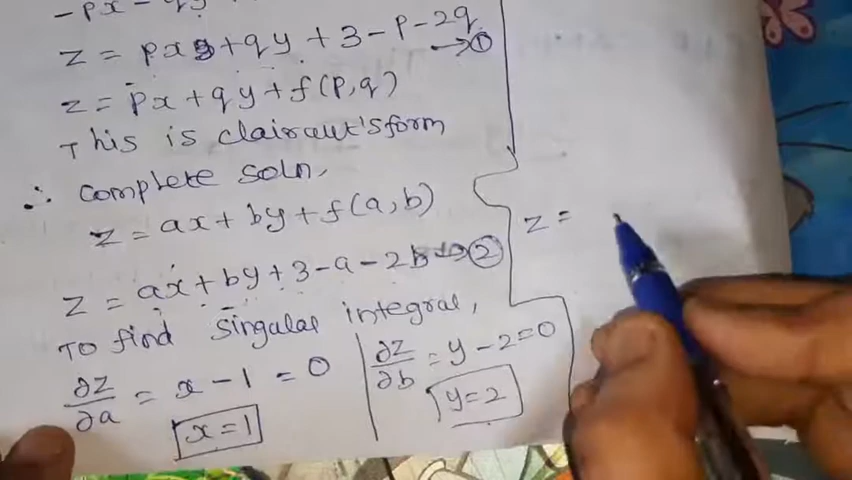 z = px + qy + 3 - p - 2q → ①
z = px + qy + f(p,q)
This is clairaut's form
∴ complete soln,
z = ax + by + f(a, b)
z = ax + by + 3 - a - 2b → ②
To find singular integral,
∂z/∂a = x - 1 = 0
x = 1
∂z/∂b = y - 2 = 0
y = 2
z =